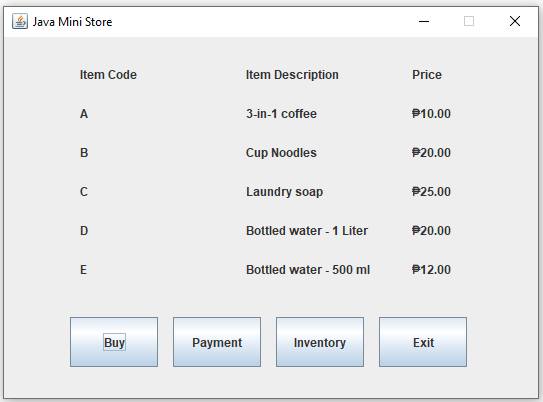 Java Mini Store
Item Code Item Description Price
A 3-in-1 coffee ₱10.00
B Cup Noodles ₱20.00
C Laundry soap ₱25.00
D Bottled water - 1 Liter ₱20.00
E Bottled water - 500 ml ₱12.00
Buy Payment Inventory Exit